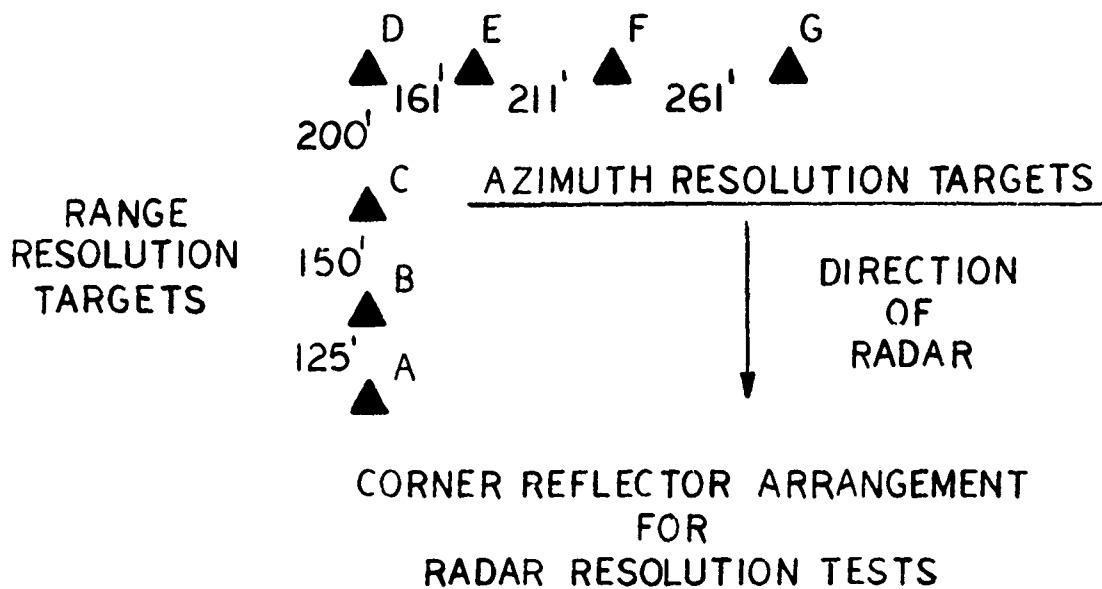 D E F G
161' 211' 261'
200'
C
AZIMUTH RESOLUTION TARGETS
RANGE
RESOLUTION
TARGETS
150'
B
DIRECTION
OF
RADAR
125'
A
CORNER REFLECTOR ARRANGEMENT
FOR
RADAR RESOLUTION TESTS